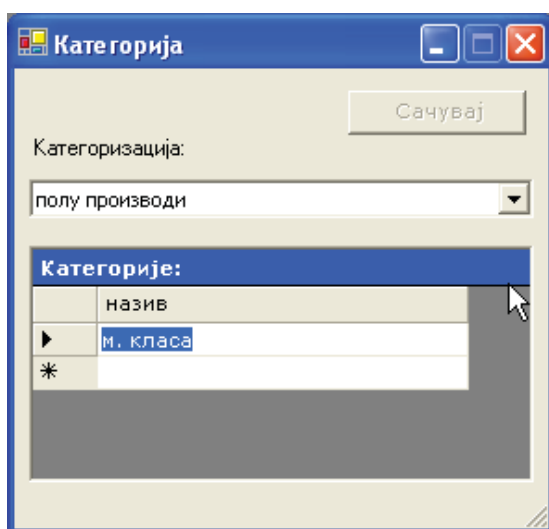 Категорија
Сачувај
Категоризација:
полу производи
Категорије:
назив
м. класа